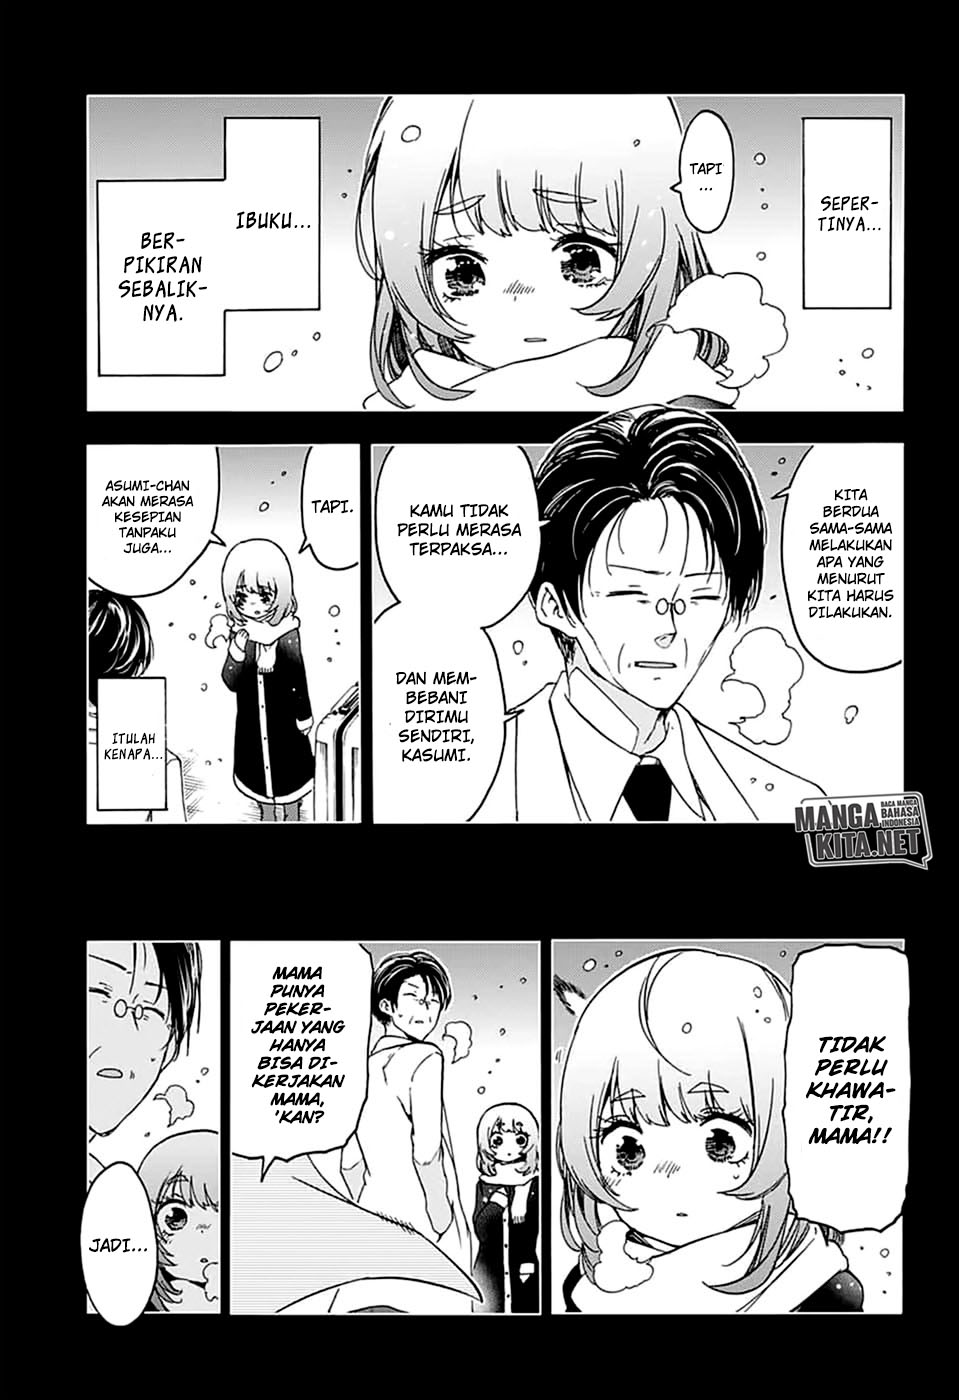 SEPER-
TINYA...
TAPI
...
IBUKU...
BER-
PIKIRAN
SEBALIK-
NYA.
KITA
BERDUA
SAMA-SAMA
MELAKUKAN
APA YANG
MENURUT
KITA HARUS
DILAKUKAN.
KAMU TIDAK
PERLU MERASA
TERPAKSA...
DAN MEM-
BEBANI
DIRIMU
SENDIRI,
KASUMI.
TAPI.
ASUMI-CHAN
AKAN MERASA
KESEPIAN
TANPAKU
JUGA...
ITULAH
KENAPA...
MANGA
KITA.NET
BACA MANGA
BAHASA
INDONESIA
TIDAK
PERLU
KHAWA-
TIR,
MAMA!!
MAMA
PUNYA
PEKER-
JAAN YANG
HANYA
BISA DI-
KERJAKAN
MAMA,
'KAN?
JADI...